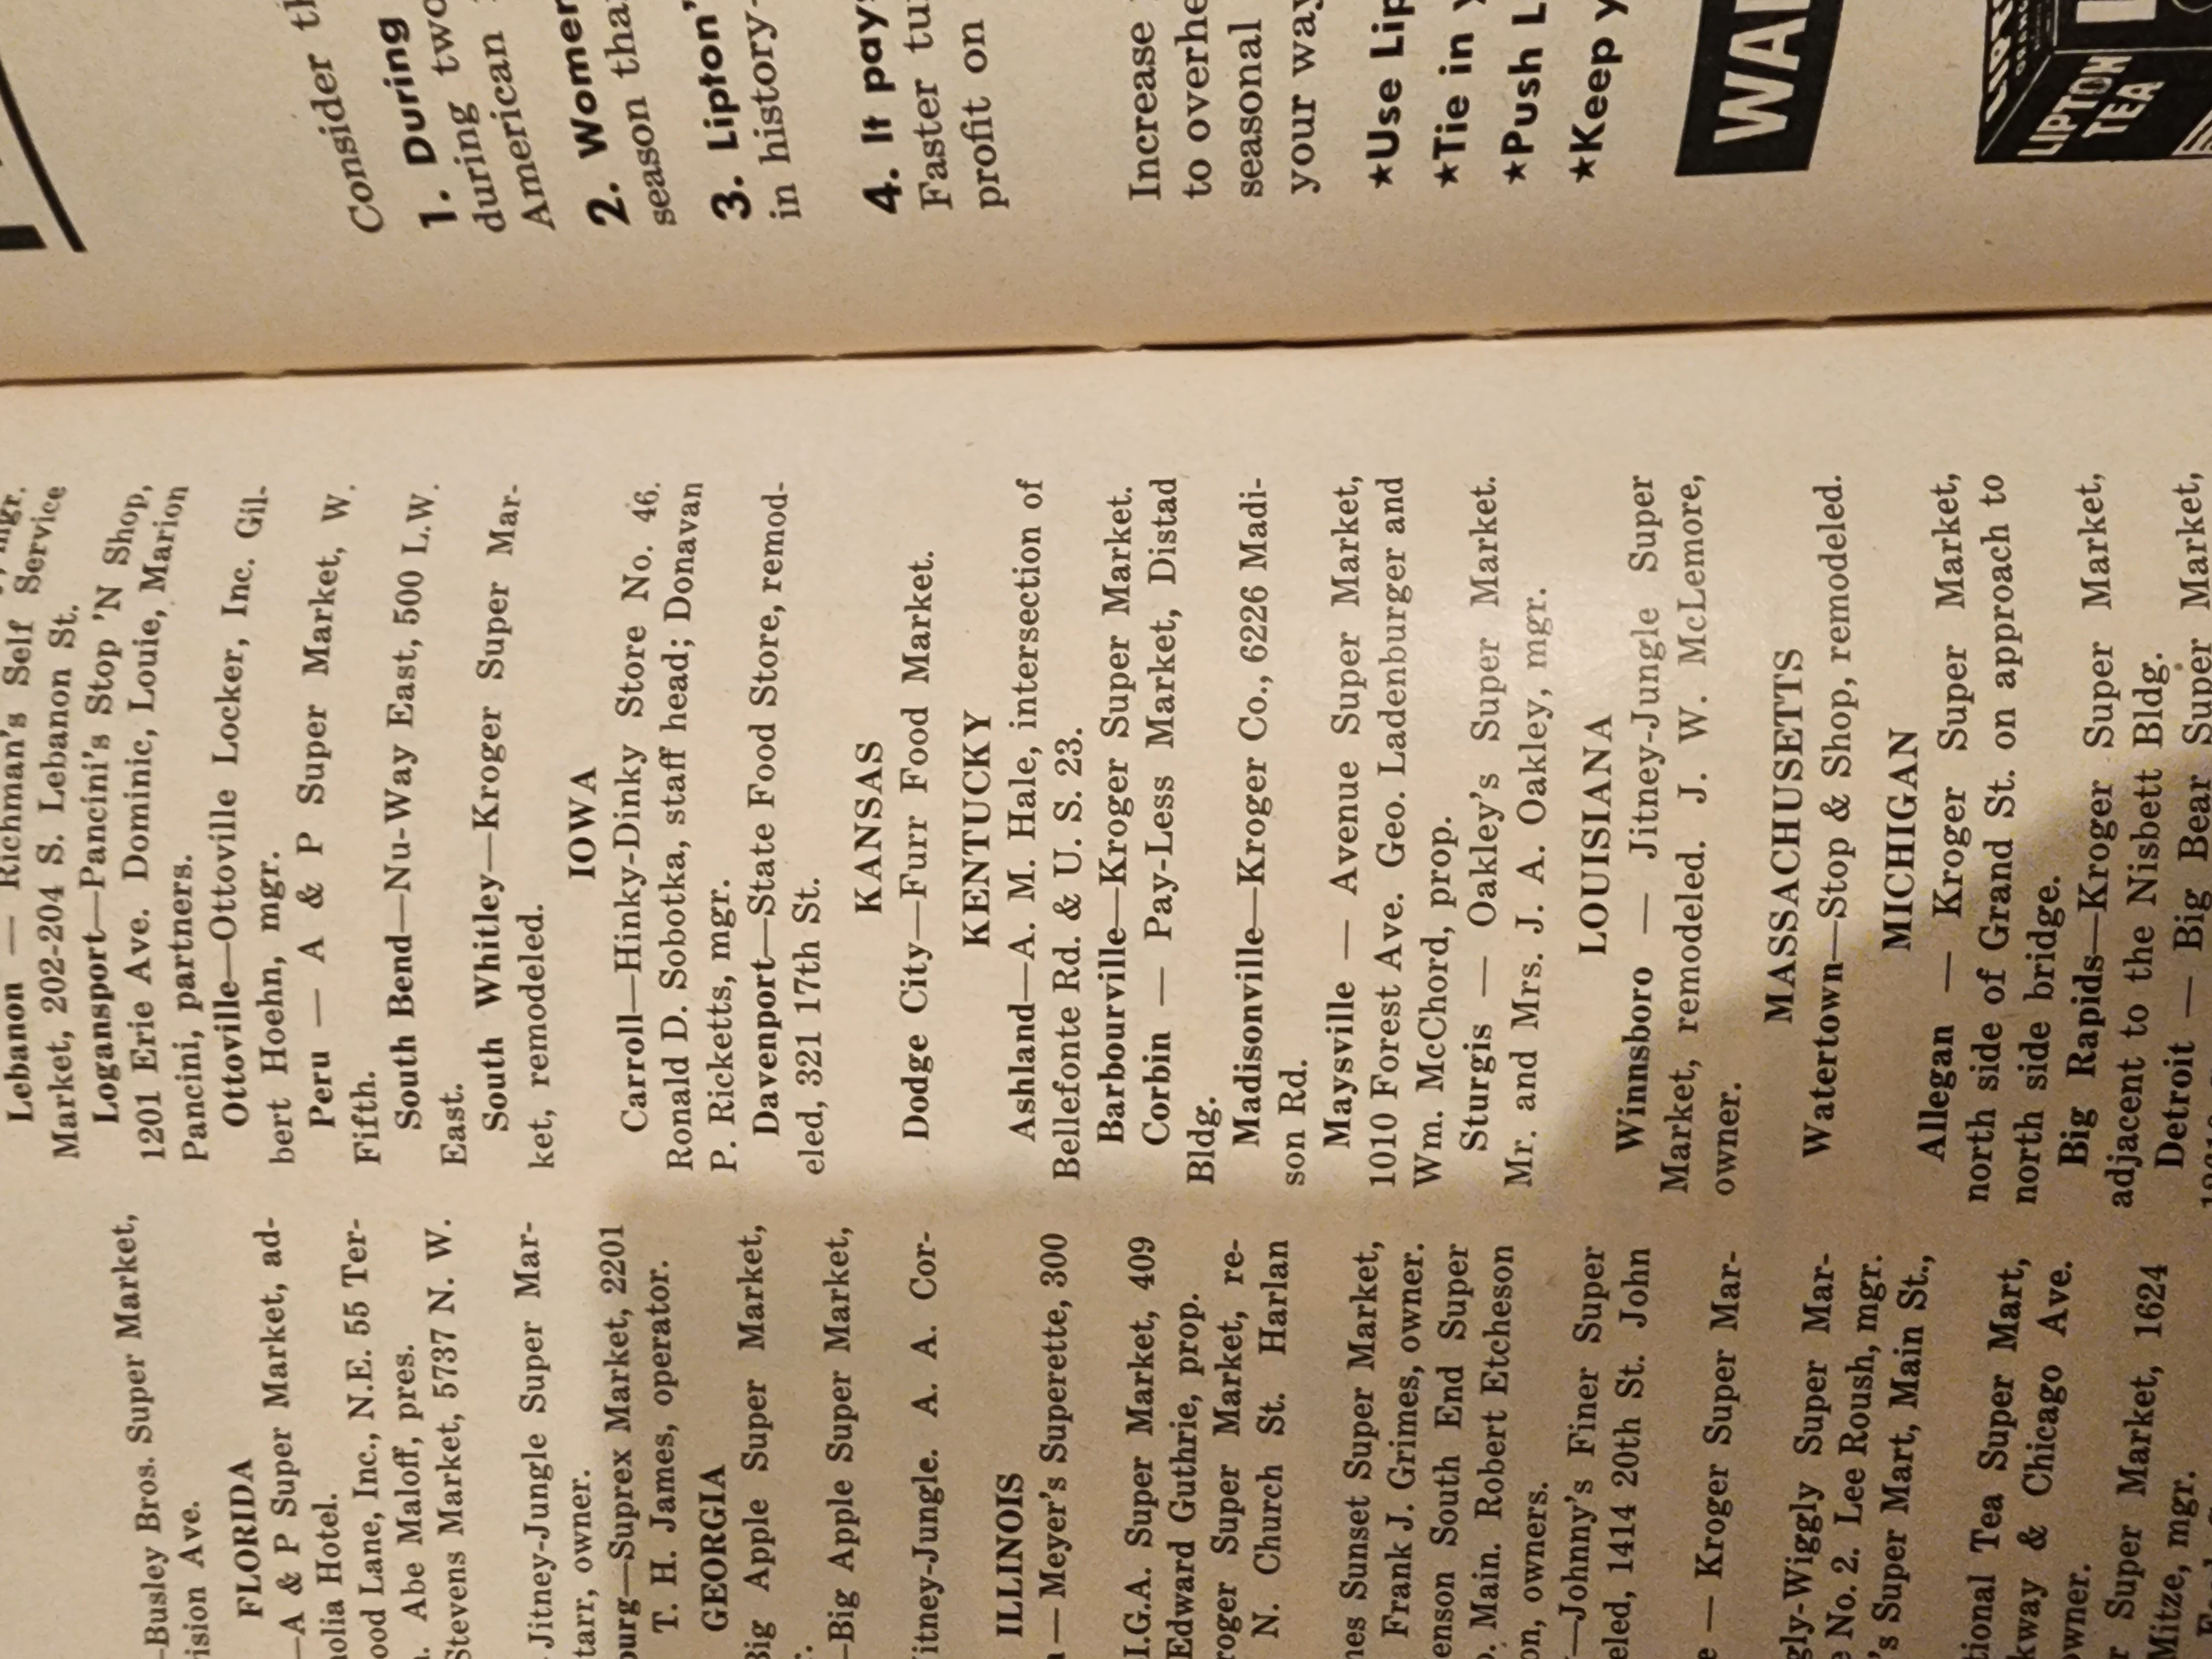 Busley Bros. Super Market,
ision Ave.
FLORIDA
—A & P Super Market, ad-
olia Hotel.
ood Lane, Inc., N.E. 55 Ter-
Abe Maloff, pres.
Stevens Market, 5737 N. W.
Jitney-Jungle Super Mar-
tarr, owner.
ourg—Suprex Market, 2201
T. H. James, operator.
GEORGIA
Big Apple Super Market,
—Big Apple Super Market,
itney-Jungle. A. A. Cor-
ILLINOIS
— Meyer's Superette, 300
I.G.A. Super Market, 409
Edward Guthrie, prop.
roger Super Market, re-
N. Church St. Harlan
nes Sunset Super Market,
Frank J. Grimes, owner.
enson South End Super
Main. Robert Etcheson
on, owners.
—Johnny's Finer Super
eled, 1414 20th St. John
e — Kroger Super Mar-
gly-Wiggly Super Mar-
e No. 2. Lee Roush, mgr.
's Super Mart, Main St.,
tional Tea Super Mart,
kway & Chicago Ave.
owner.
r Super Market, 1624
Mitze, mgr.
mgr.
Lebanon — Richman's Self Service
Market, 202-204 S. Lebanon St.
Logansport—Pancini's Stop 'N Shop,
1201 Erie Ave. Dominic, Louie, Marion
Pancini, partners.
Ottoville—Ottoville Locker, Inc. Gil-
bert Hoehn, mgr.
Peru — A & P Super Market, W.
Fifth.
South Bend—Nu-Way East, 500 L.W.
East.
South Whitley—Kroger Super Mar-
ket, remodeled.
IOWA
Carroll—Hinky-Dinky Store No. 46.
Ronald D. Sobotka, staff head; Donavan
P. Ricketts, mgr.
Davenport—State Food Store, remod-
eled, 321 17th St.
KANSAS
Dodge City—Furr Food Market.
KENTUCKY
Ashland—A. M. Hale, intersection of
Bellefonte Rd. & U. S. 23.
Barbourville—Kroger Super Market.
Corbin — Pay-Less Market, Distad
Bldg.
Madisonville—Kroger Co., 6226 Madi-
son Rd.
Maysville — Avenue Super Market,
1010 Forest Ave. Geo. Ladenburger and
Wm. McChord, prop.
Sturgis — Oakley's Super Market.
Mr. and Mrs. J. A. Oakley, mgr.
LOUISIANA
Winnsboro — Jitney-Jungle Super
Market, remodeled. J. W. McLemore,
owner.
MASSACHUSETTS
Watertown—Stop & Shop, remodeled.
MICHIGAN
Allegan — Kroger Super Market,
north side of Grand St. on approach to
north side bridge.
Big Rapids—Kroger Super Market,
adjacent to the Nisbett Bldg.
Detroit — Big Bear Super Market,
Consider
1. During
during two
American
2. Women
season tha
3. Lipton'
in history-
4. It pays
Faster tu
profit on
Increase
to overhe
seasonal
your way
★Use Lip
★Tie in y
★Push L
★Keep y
WA
LIPTON
TEA